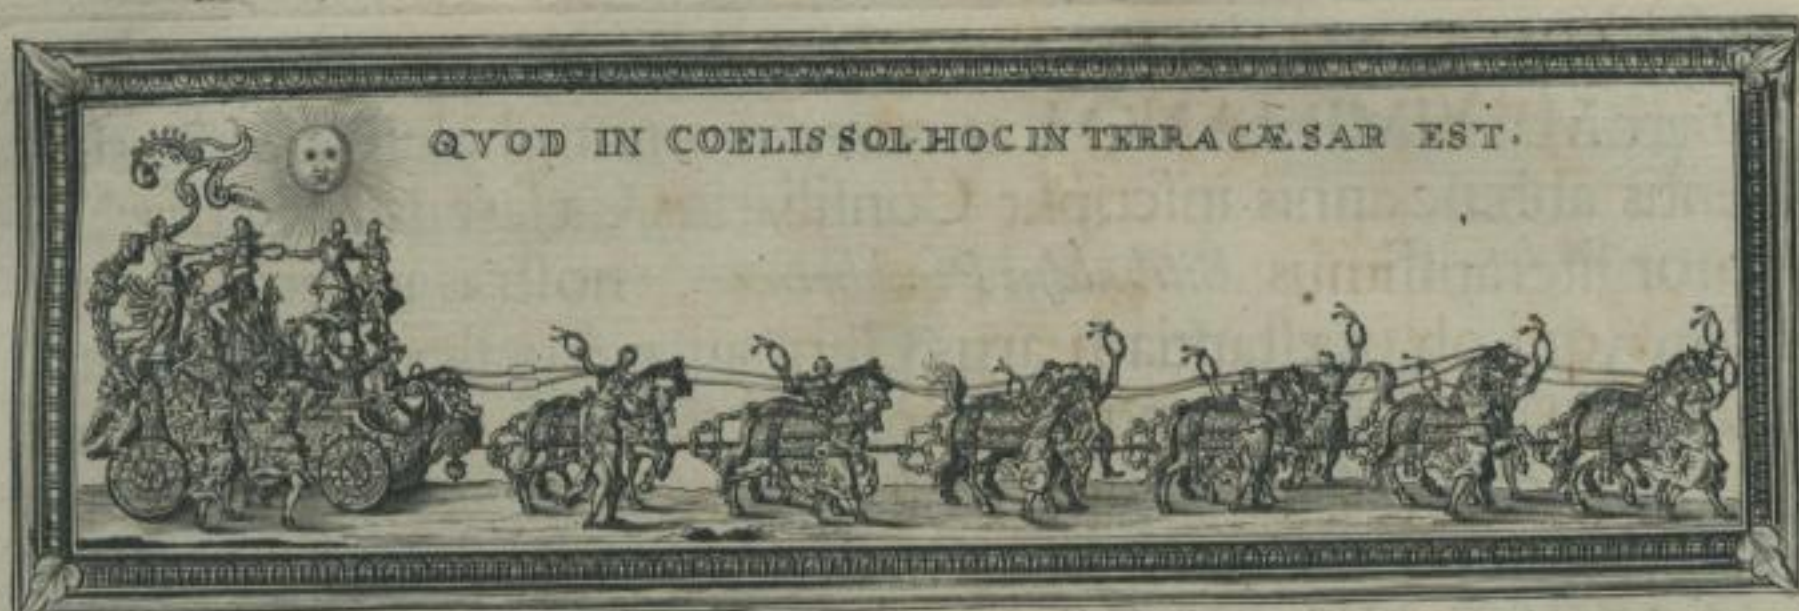 QVOD IN COELIS SOL HOC IN TERRA CÆSAR EST.